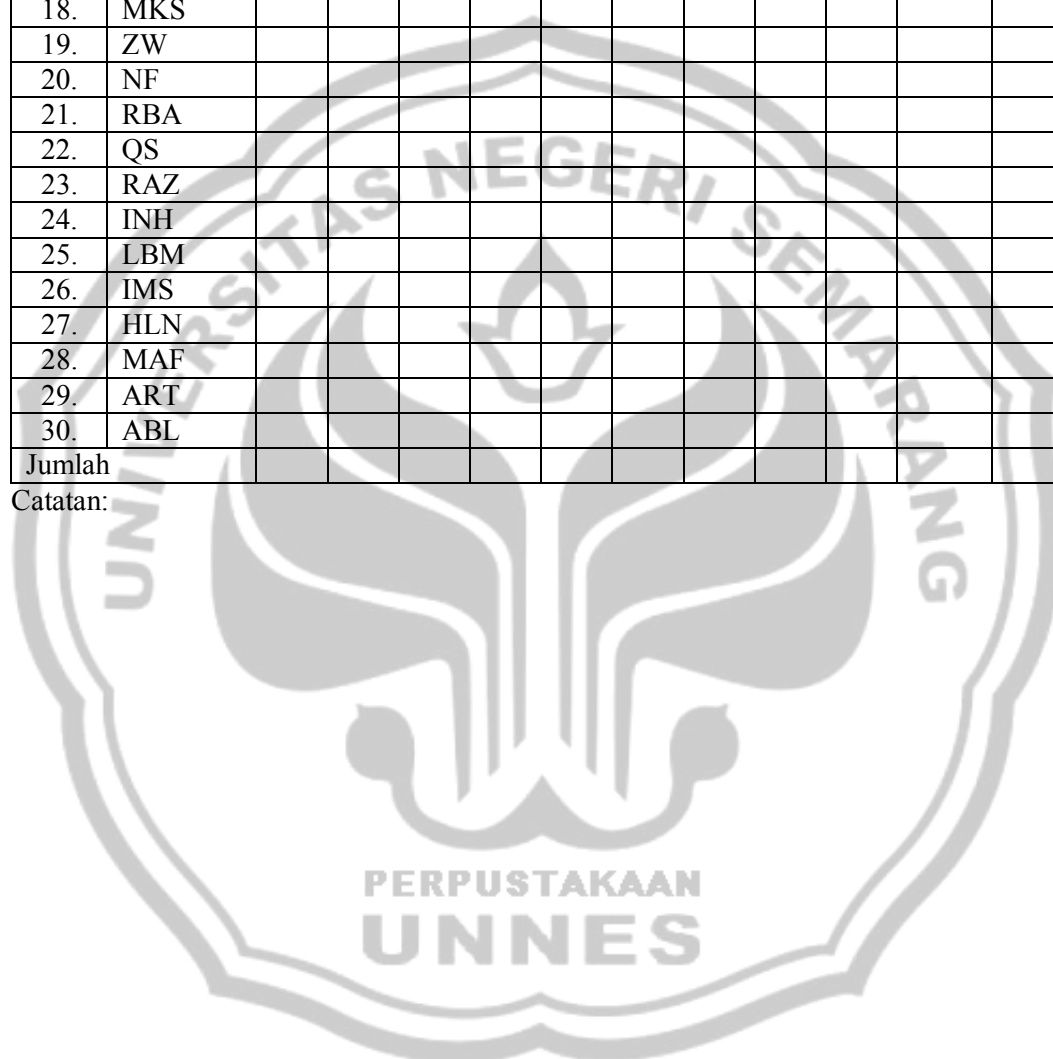 18. MKS
19. ZW
20. NF
21. RBA
22. QS
23. RAZ
24. INH
25. LBM
26. IMS
27. HLN
28. MAF
29. ART
30. ABL
Jumlah
Catatan:
UNIVERSITAS NEGERI SEMARANG
PERPUSTAKAAN
UNNES